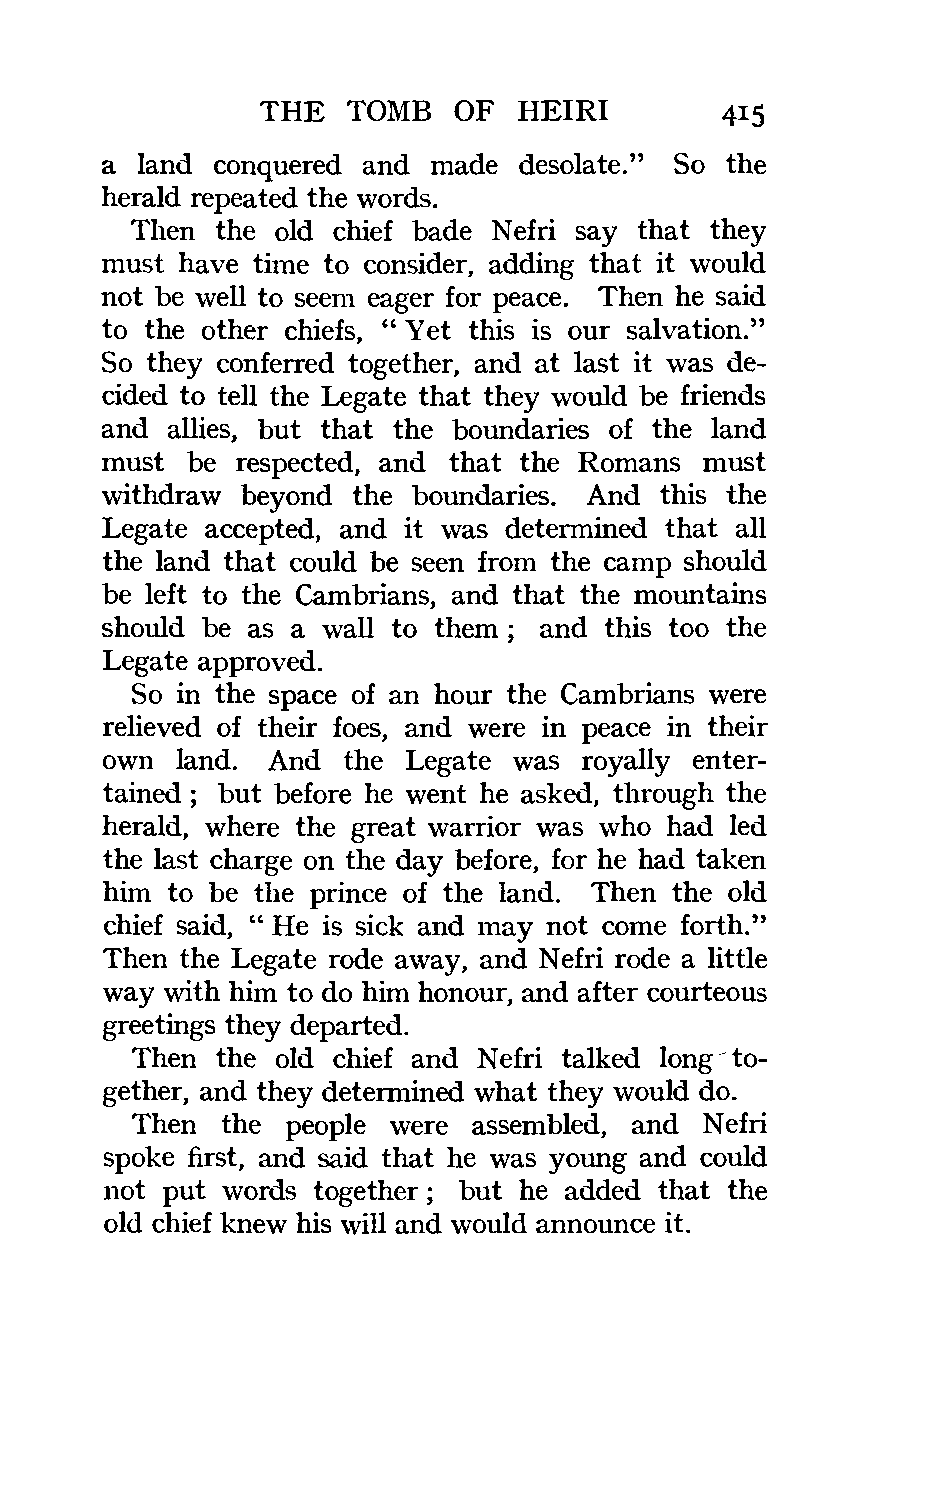 THE TOMB OF HEIRI 415
a land conquered and made desolate.” So the
herald repeated the words.
Then the old chief bade Nefri say that they
must have time to consider, adding that it would
not be well to seem eager for peace. Then he said
to the other chiefs, “ Yet this is our salvation.”
So they conferred together, and at last it was de-
cided to tell the Legate that they would be friends
and allies, but that the boundaries of the land
must be respected, and that the Romans must
withdraw beyond the boundaries. And this the
Legate accepted, and it was determined that all
the land that could be seen from the camp should
be left to the Cambrians, and that the mountains
should be as a wall to them ; and this too the
Legate approved.
So in the space of an hour the Cambrians were
relieved of their foes, and were in peace in their
own land. And the Legate was royally enter-
tained ; but before he went he asked, through the
herald, where the great warrior was who had led
the last charge on the day before, for he had taken
him to be the prince of the land. Then the old
chief said, “ He is sick and may not come forth.”
Then the Legate rode away, and Nefri rode a little
way with him to do him honour, and after courteous
greetings they departed.
Then the old chief and Nefri talked long to-
gether, and they determined what they would do.
Then the people were assembled, and Nefri
spoke first, and said that he was young and could
not put words together ; but he added that the
old chief knew his will and would announce it.